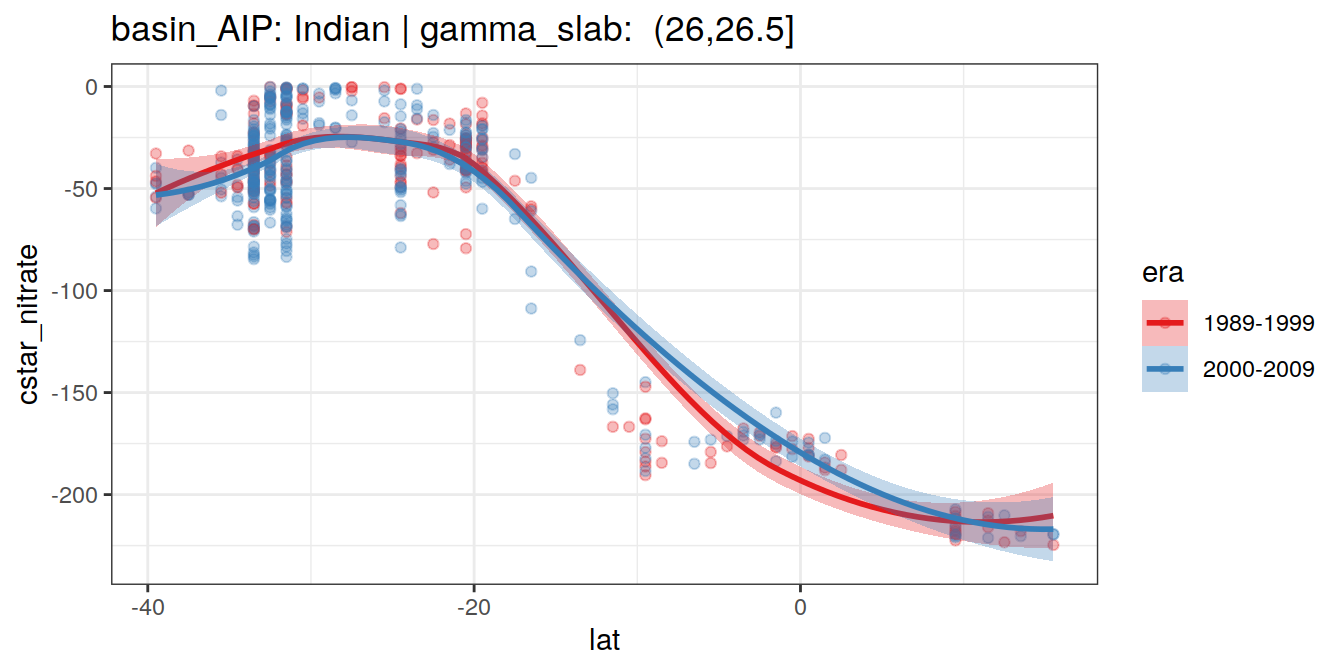 basin_AIP: Indian | gamma_slab:  (26,26.5]
cstar_nitrate
0
-50
-100
-150
-200
-40
-20
0
lat
era
1989-1999
2000-2009